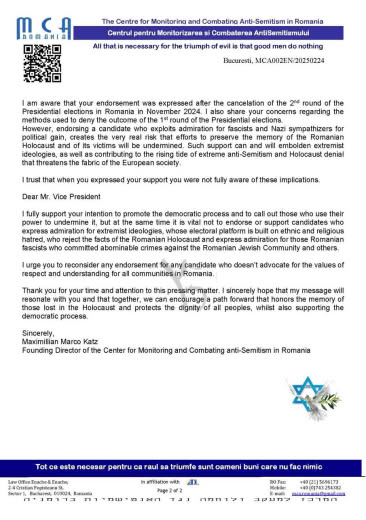 MCA
ROMANIA
The Centre for Monitoring and Combating Anti-Semitism in Romania
Centrul pentru Monitorizarea si Combaterea AntiSemitismului
All that is necessary for the triumph of evil is that good men do nothing
Bucuresti, MCA002EN/20250224
I am aware that your endorsement was expressed after the cancelation of the 2nd round of the
Presidential elections in Romania in November 2024. I also share your concerns regarding the
methods used to deny the outcome of the 1st round of the Presidential elections.
However, endorsing a candidate who exploits admiration for fascists and Nazi sympathizers for
political gain, creates the very real risk that efforts to preserve the memory of the Romanian
Holocaust and of its victims will be undermined. Such support can and will embolden extremist
ideologies, as well as contributing to the rising tide of extreme anti-Semitism and Holocaust denial
that threatens the fabric of the European society.
I trust that when you expressed your support you were not fully aware of these implications.
Dear Mr. Vice President
I fully support your intention to promote the democratic process and to call out those who use their
power to undermine it, but at the same time it is vital not to endorse or support candidates who
express admiration for extremist ideologies, whose electoral platform is built on ethnic and religious
hatred, who reject the facts of the Romanian Holocaust and express admiration for those Romanian
fascists who committed abominable crimes against the Romanian Jewish Community and others.
I urge you to reconsider any endorsement for any candidate who doesn't advocate for the values of
respect and understanding for all communities in Romania.
Thank you for your time and attention to this pressing matter. I sincerely hope that my message will
resonate with you and that together, we can encourage a path forward that honors the memory of
those lost in the Holocaust and protects the dignity of all peoples, whilst also supporting the
democratic process.
Sincerely,
Maximillian Marco Katz
Founding Director of the Center for Monitoring and Combating anti-Semitism in Romania
Tot ce este necesar pentru ca raul sa triumfe sunt oameni buni care nu fac nimic
Law Office Enache & Enache,
2-4 Cristian Popisteanu St.
Sector 1, Bucharest, 010024, Romania
In affiliation with ADL
Page 2 of 2
RO Fax: +40 (21) 5696173
Mobile: +40 (0)743 294382
E-mail: mca.romania@gmail.com